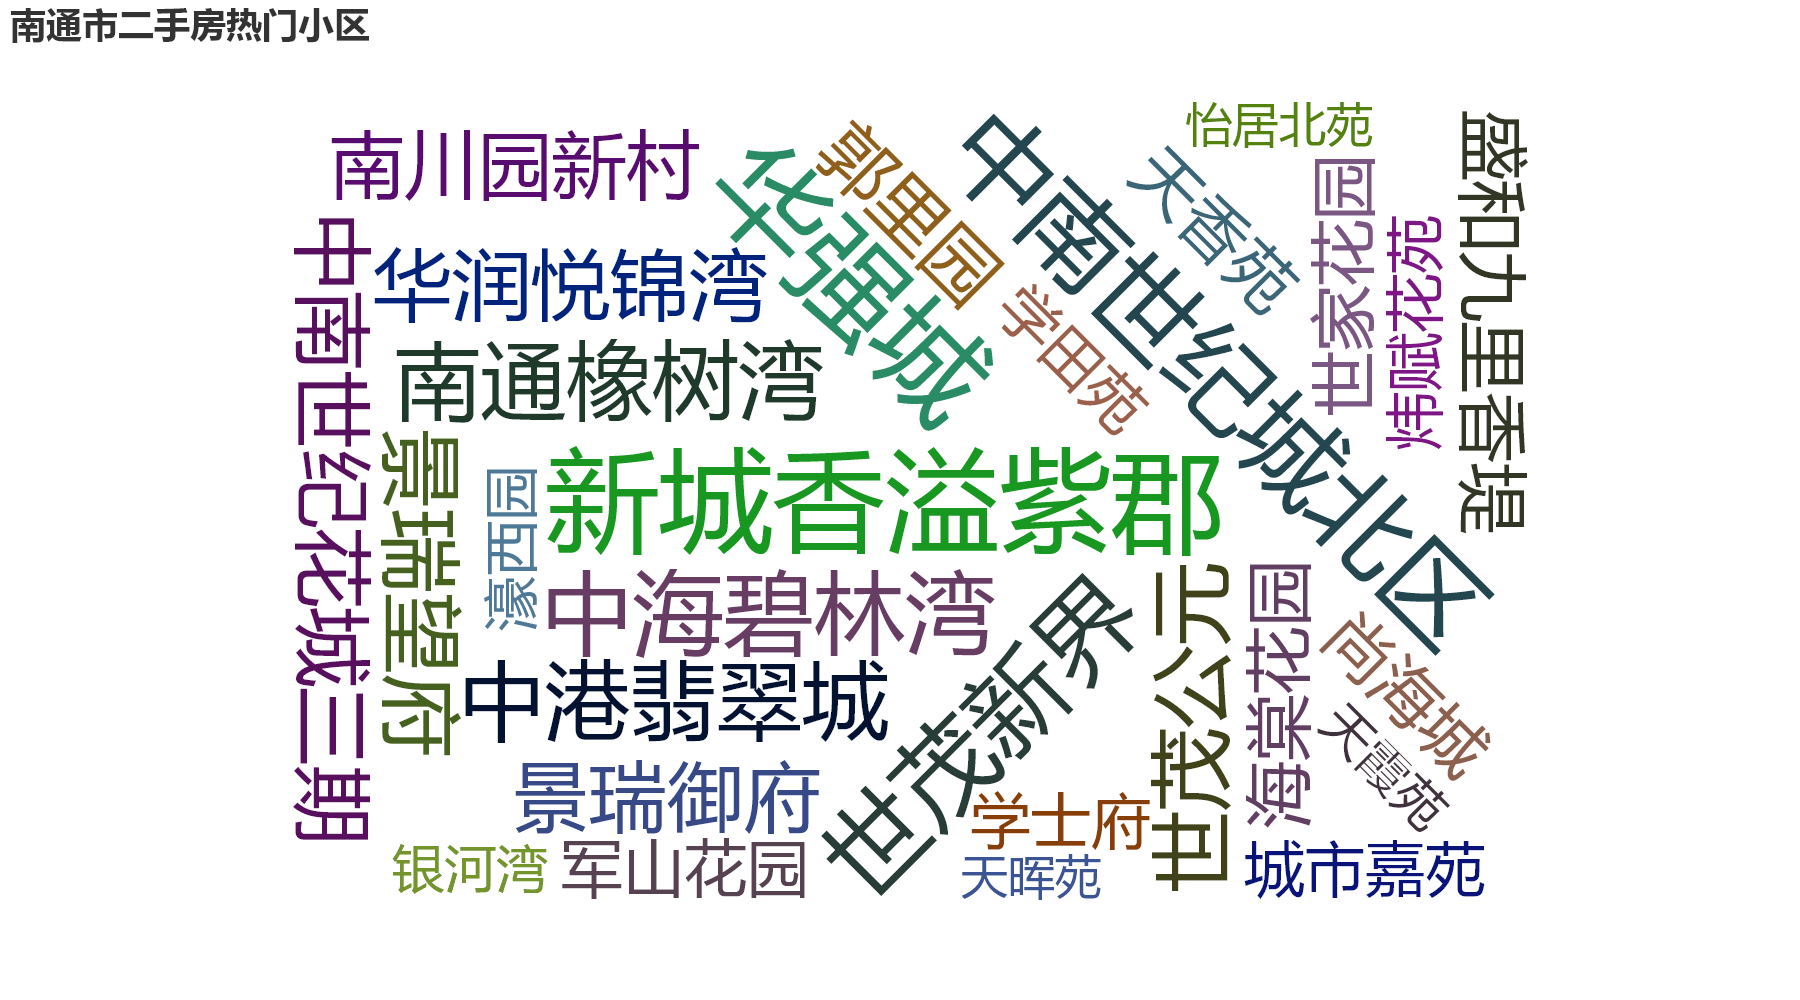 南通市二手房热门小区
怡居北苑
南川园新村
华强城
郭里园
中南世纪城北区
天香苑
世家花园
盛和九里香堤
中南世纪花城三期
华润悦锦湾
学田苑
炜赋花苑
南通橡树湾
景瑞望府
濠西园
新城香溢紫郡
中海碧林湾
世茂新界
世茂公元
海棠花园
尚海城
中港翡翠城
天霞苑
景瑞御府
学士府
银河湾
军山花园
天晖苑
城市嘉苑